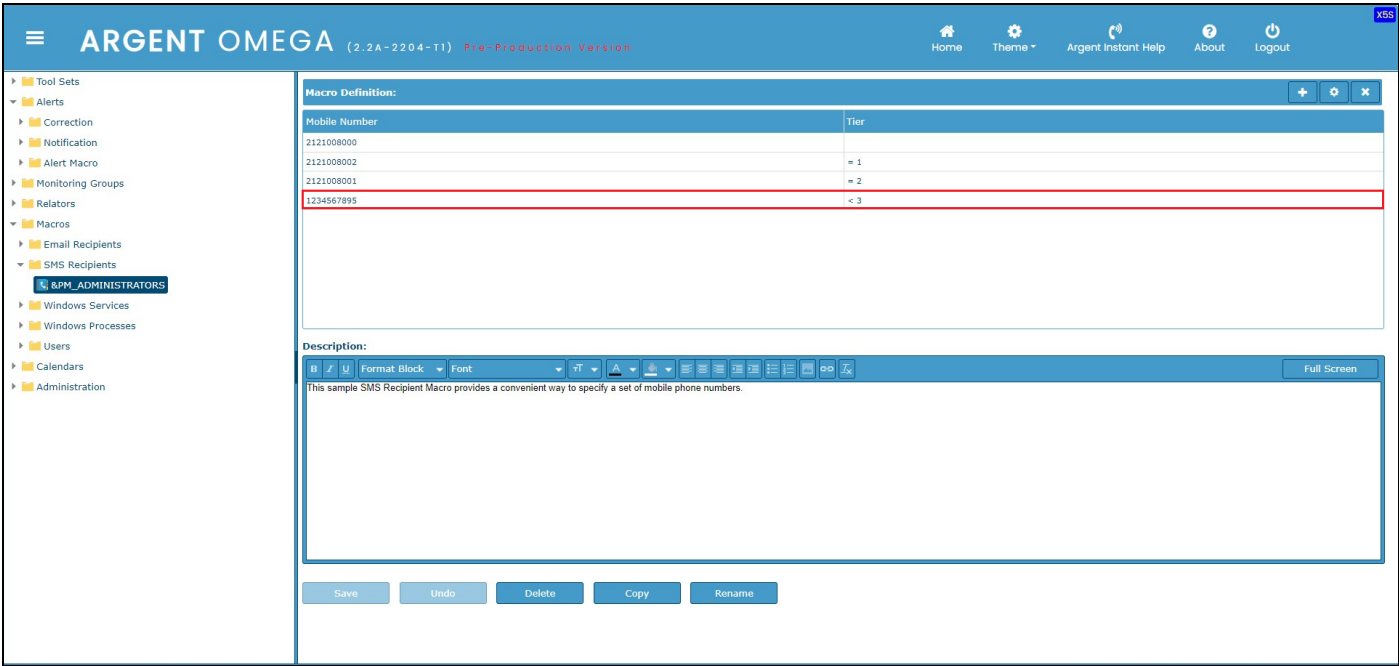 X5S
ARGENT OMEGA (2.2A-2204-T1) Pre-Production Version
Home Theme Argent Instant Help About Logout
Tool Sets
Alerts
Correction
Notification
Alert Macro
Monitoring Groups
Relators
Macros
Email Recipients
SMS Recipients
&PM_ADMINISTRATORS
Windows Services
Windows Processes
Users
Calendars
Administration
Macro Definition:
Mobile Number Tier
2121008000
2121008002 = 1
2121008001 = 2
1234567895 < 3
Description:
B I U Format Block Font TT A Tx Full Screen
This sample SMS Recipient Macro provides a convenient way to specify a set of mobile phone numbers.
Save Undo Delete Copy Rename